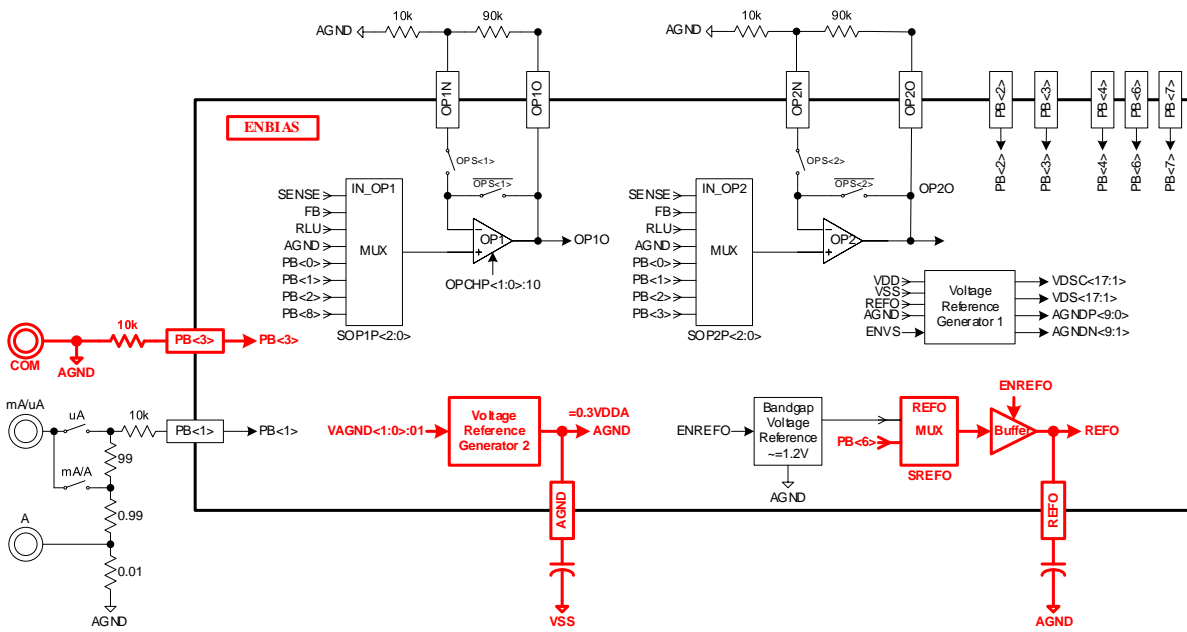 10k
90k
AGND
10k
90k
AGND
OP1N
OP1O
OP2N
OP2O
PB<2>
PB<3>
PB<4>
PB<6>
PB<7>
ENBIAS
OPS<1>
OPS<2>
PB<2>
PB<3>
PB<4>
PB<6>
PB<7>
IN_OP1
OPS<1>
IN_OP2
OPS<2>
OP2O
SENSE
FB
RLU
AGND
PB<0>
PB<1>
PB<2>
PB<8>
MUX
OP1
OP1O
OPCHP<1:0>:10
SOP1P<2:0>
SENSE
FB
RLU
AGND
PB<0>
PB<1>
PB<2>
PB<3>
MUX
OP2
SOP2P<2:0>
VDD
VSS
REFO
AGND
ENVS
Voltage
Reference
Generator 1
VDSC<17:1>
VDS<17:1>
AGNDP<9:0>
AGNDN<9:1>
10k
PB<3>
PB<3>
COM
AGND
mA/uA
uA
10k
PB<1>
PB<1>
99
mA/A
0.99
A
0.01
AGND
VAGND<1:0>:01
Voltage
Reference
Generator 2
=0.3VDDA
AGND
AGND
VSS
ENREFO
Bandgap
Voltage
Reference
~=1.2V
AGND
PB<6>
REFO
MUX
SREFO
ENREFO
Buffer
REFO
REFO
AGND